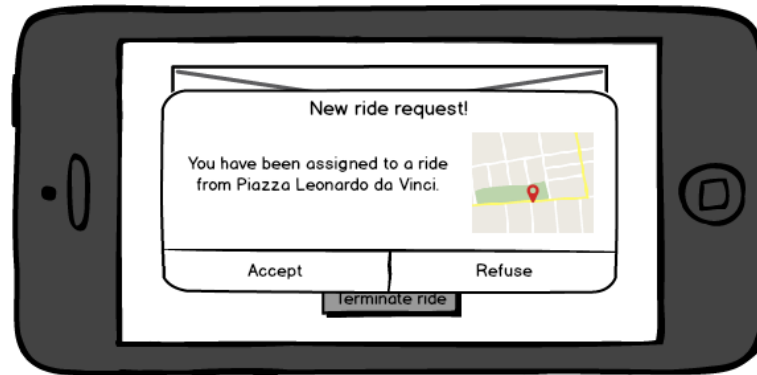 New ride request!
You have been assigned to a ride
from Piazza Leonardo da Vinci.
Accept
Refuse
Terminate ride